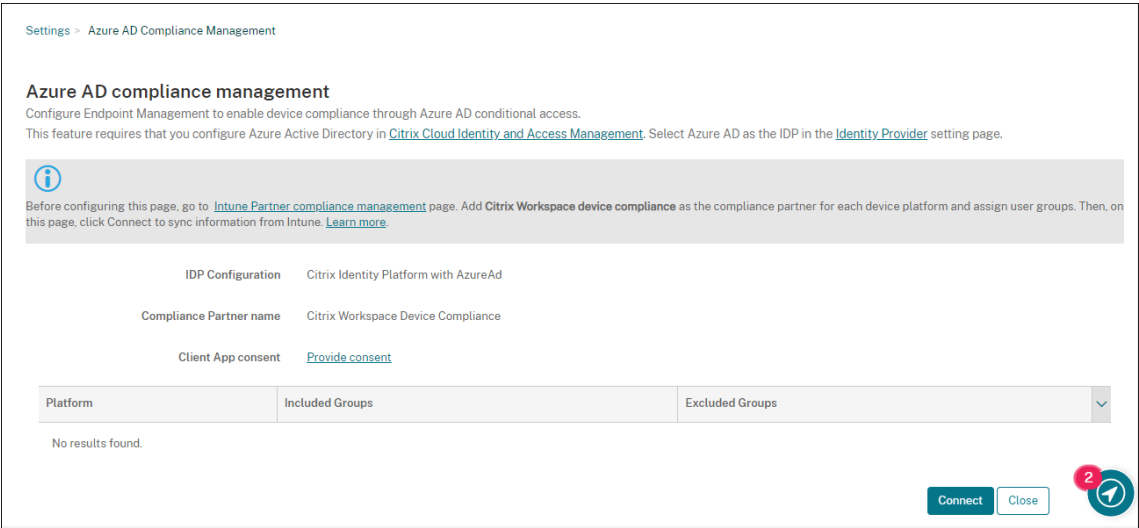 Settings > Azure AD Compliance Management
Azure AD compliance management
Configure Endpoint Management to enable device compliance through Azure AD conditional access.
This feature requires that you configure Azure Active Directory in Citrix Cloud Identity and Access Management. Select Azure AD as the IDP in the Identity Provider setting page.
Before configuring this page, go to Intune Partner compliance management page. Add Citrix Workspace device compliance as the compliance partner for each device platform and assign user groups. Then, on
this page, click Connect to sync information from Intune. Learn more.
IDP Configuration Citrix Identity Platform with AzureAd
Compliance Partner name Citrix Workspace Device Compliance
Client App consent Provide consent
Platform Included Groups Excluded Groups
No results found.
2
Connect Close